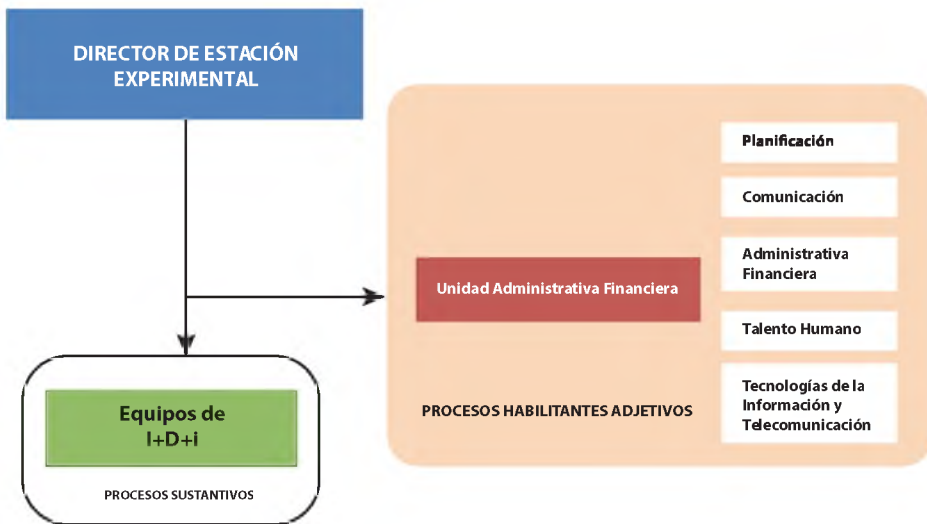 DIRECTOR DE ESTACIÓN
EXPERIMENTAL
Planificación
Comunicación
Administrativa
Financiera
Unidad Administrativa Financiera
Talento Humano
Tecnologías de la
Información y
Telecomunicación
PROCESOS HABILITANTES ADJETIVOS
Equipos de
I+D+i
PROCESOS SUSTANTIVOS